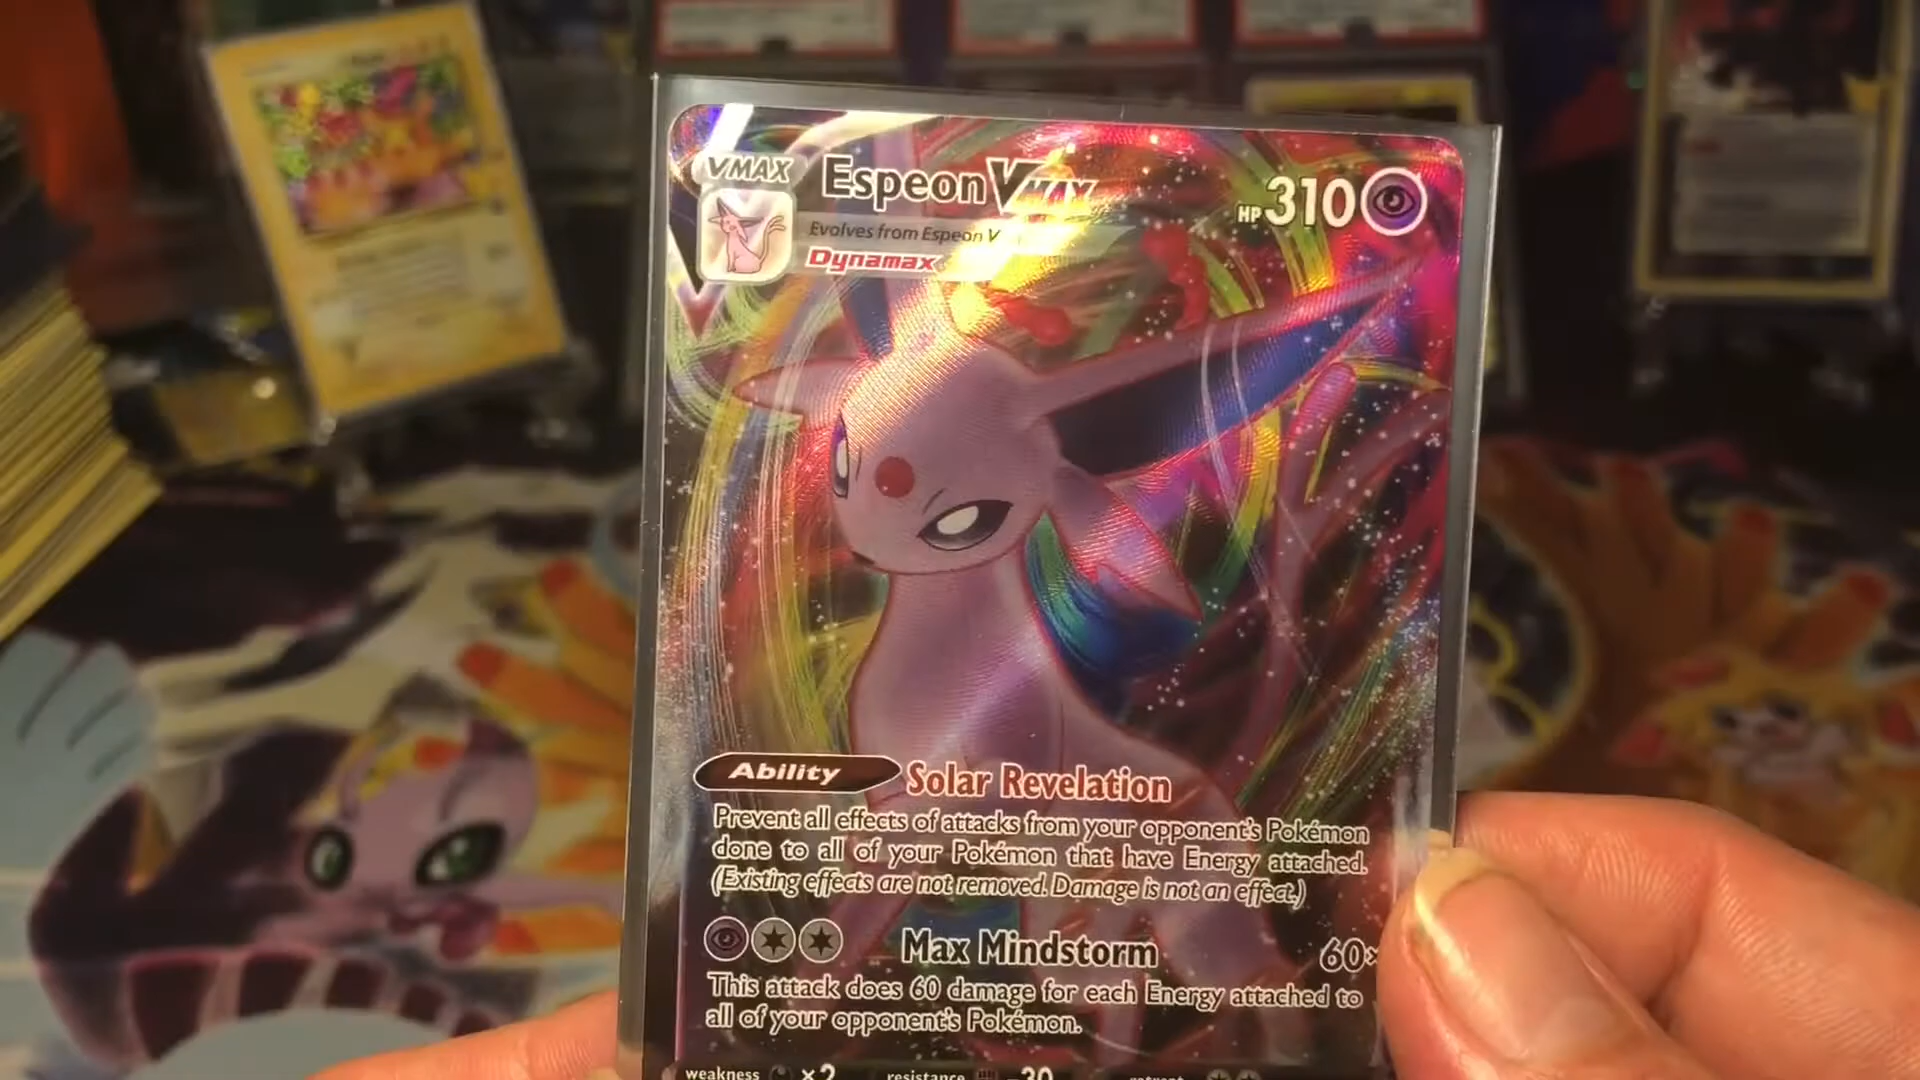 VMAX
Espeon VMAX
HP 310
Evolves from Espeon V
Dynamax
Ability Solar Revelation
Prevent all effects of attacks from your opponent's Pokémon
done to all of your Pokémon that have Energy attached.
(Existing effects are not removed. Damage is not an effect.)
Max Mindstorm 60×
This attack does 60 damage for each Energy attached to
all of your opponent's Pokémon.
weakness ×2 resistance -30 retreat